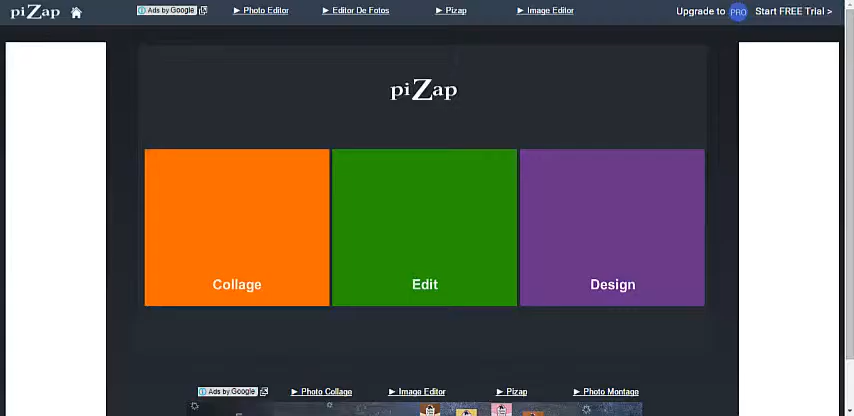 piZap Ads by Google ► Photo Editor ► Editor De Fotos ► Pizap ► Image Editor Upgrade to PRO Start FREE Trial >
piZap
Collage Edit Design
Ads by Google ► Photo Collage ► Image Editor ► Pizap ► Photo Montage